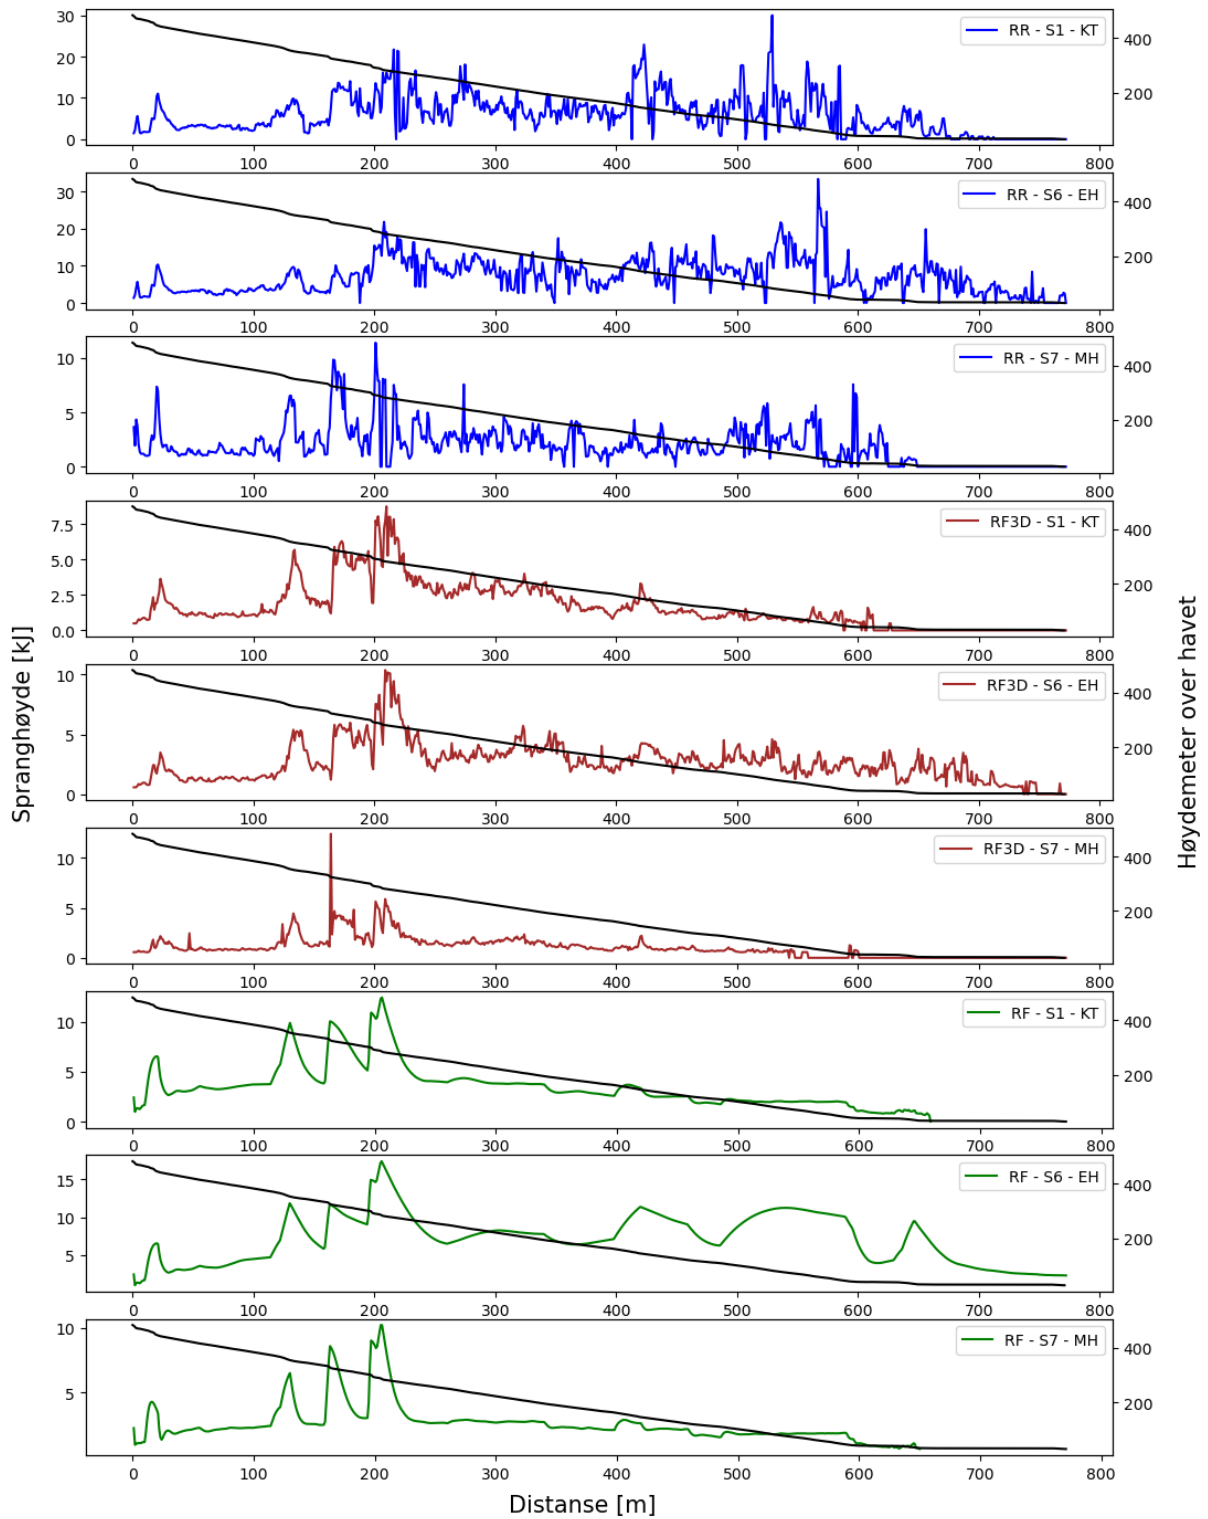 30
20
10
0
RR - S1 - KT
400
200
0 100 200 300 400 500 600 700 800
30
20
10
0
RR - S6 - EH
400
200
0 100 200 300 400 500 600 700 800
10
5
0
RR - S7 - MH
400
200
0 100 200 300 400 500 600 700 800
7.5
5.0
2.5
0.0
RF3D - S1 - KT
400
200
0 100 200 300 400 500 600 700 800
Spranghøyde [kJ]
Høydemeter over havet
10
5
0
RF3D - S6 - EH
400
200
0 100 200 300 400 500 600 700 800
10
5
0
RF3D - S7 - MH
400
200
0 100 200 300 400 500 600 700 800
10
5
0
RF - S1 - KT
400
200
0 100 200 300 400 500 600 700 800
15
10
5
RF - S6 - EH
400
200
0 100 200 300 400 500 600 700 800
10
5
RF - S7 - MH
400
200
0 100 200 300 400 500 600 700 800
Distanse [m]